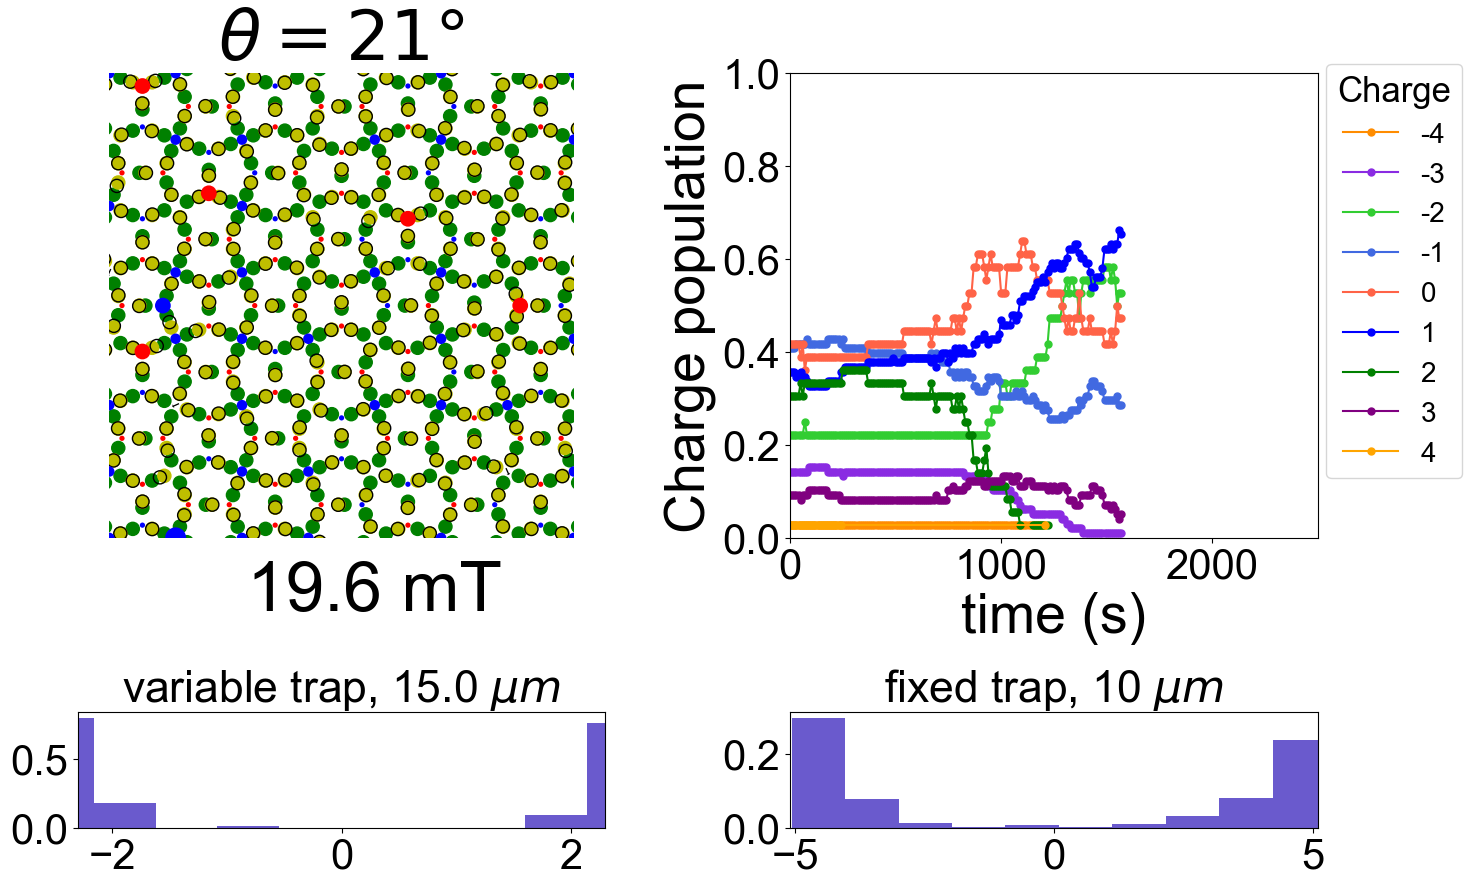 θ = 21°
19.6 mT
Charge population
1.0
0.8
0.6
0.4
0.2
0.0
0 1000 2000
time (s)
Charge
-4
-3
-2
-1
0
1
2
3
4
variable trap, 15.0 μm
0.5
0.0
−2 0 2
fixed trap, 10 μm
0.2
0.0
−5 0 5